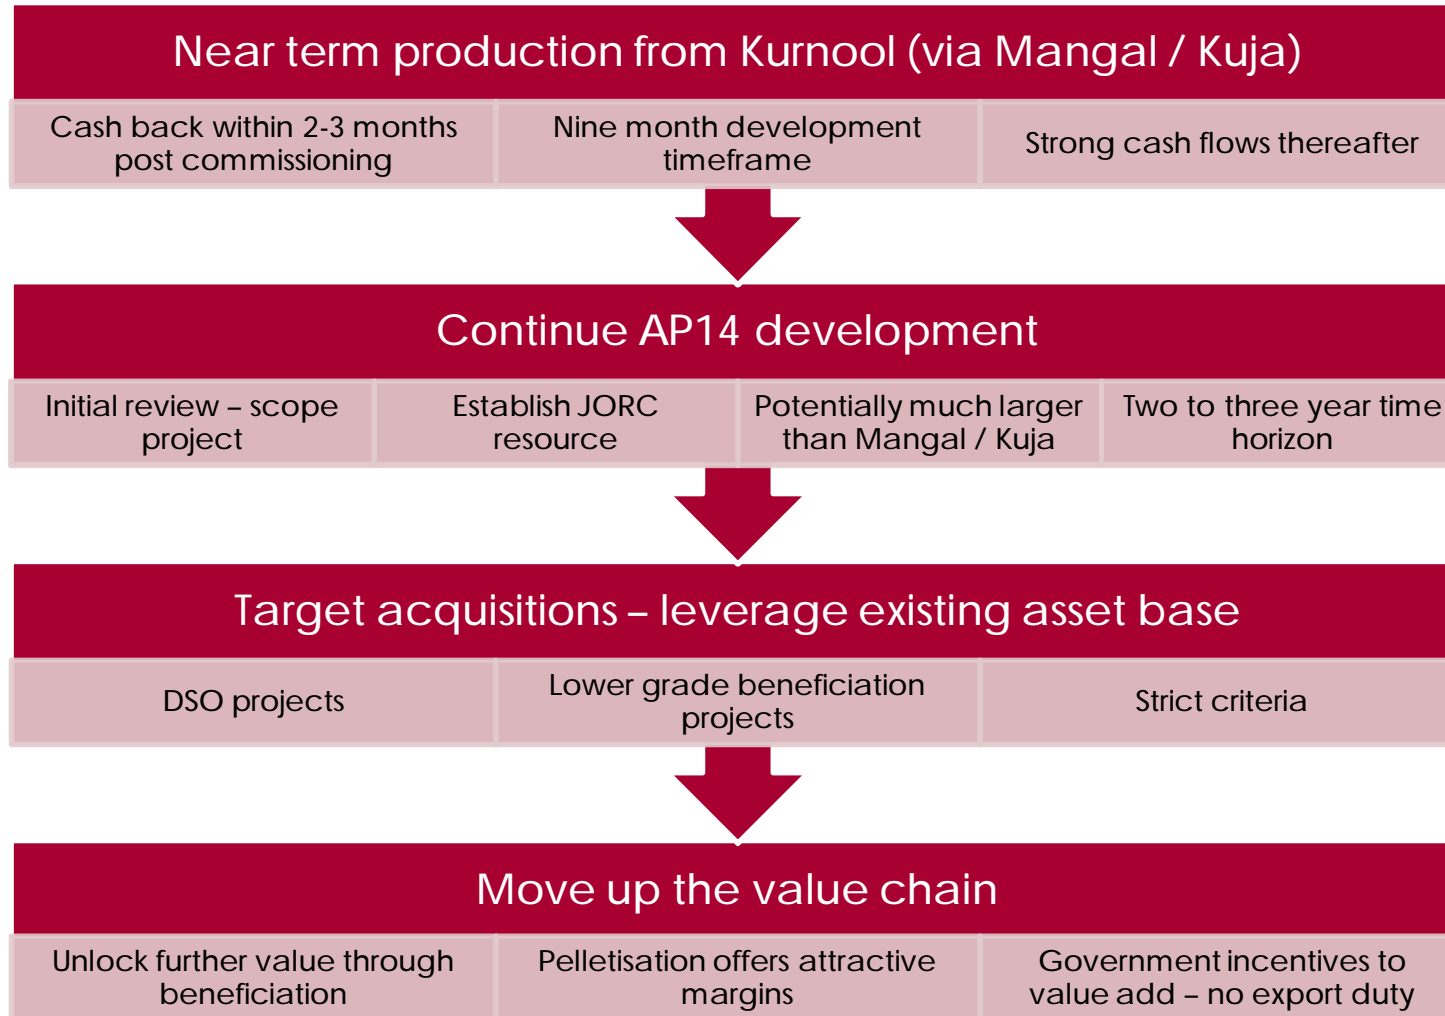 Near term production from Kurnool (via Mangal / Kuja)
Cash back within 2-3 months
post commissioning
Nine month development
timeframe
Strong cash flows thereafter
Continue AP14 development
Initial review – scope
project
Establish JORC
resource
Potentially much larger
than Mangal / Kuja
Two to three year time
horizon
Target acquisitions – leverage existing asset base
DSO projects
Lower grade beneficiation
projects
Strict criteria
Move up the value chain
Unlock further value through
beneficiation
Pelletisation offers attractive
margins
Government incentives to
value add – no export duty